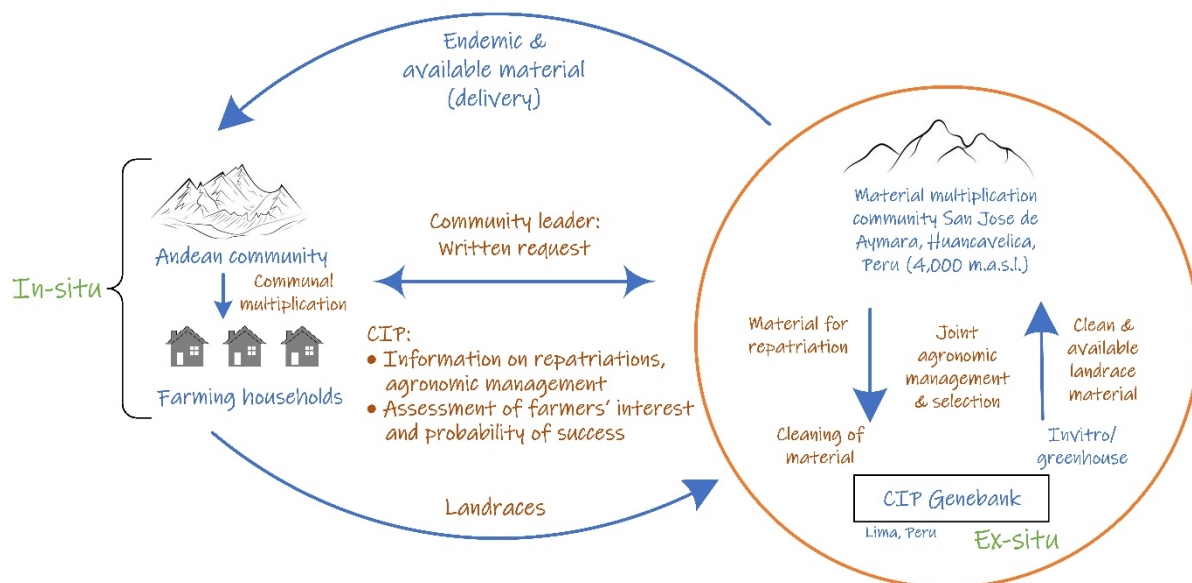 Endemic &
available material
(delivery)
In-situ
Andean community
Communal
multiplication
Farming households
Community leader:
Written request
CIP:
• Information on repatriations,
agronomic management
• Assessment of farmers' interest
and probability of success
Landraces
Material multiplication
community San Jose de
Aymara, Huancavelica,
Peru (4,000 m.a.s.l.)
Material for
repatriation
Joint
agronomic
management
& selection
Clean &
available
landrace
material
Cleaning of
material
Invitro/
greenhouse
CIP Genebank
Lima, Peru
Ex-situ